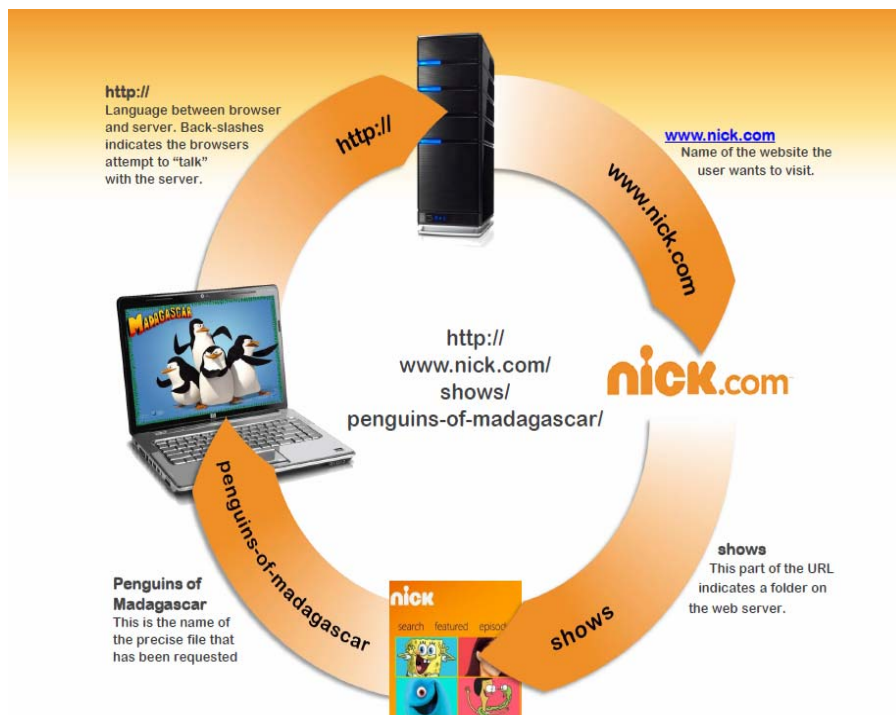 http://
Language between browser
and server. Back-slashes
indicates the browsers
attempt to “talk”
with the server.
http://
www.nick.com
Name of the website the
user wants to visit.
www.nick.com
MADAGASCAR
http://
www.nick.com/
shows/
penguins-of-madagascar/
nick.com
penguins-of-madagascar
shows
This part of the URL
indicates a folder on
the web server.
shows
Penguins of
Madagascar
This is the name of
the precise file that
has been requested
nick
search featured episod